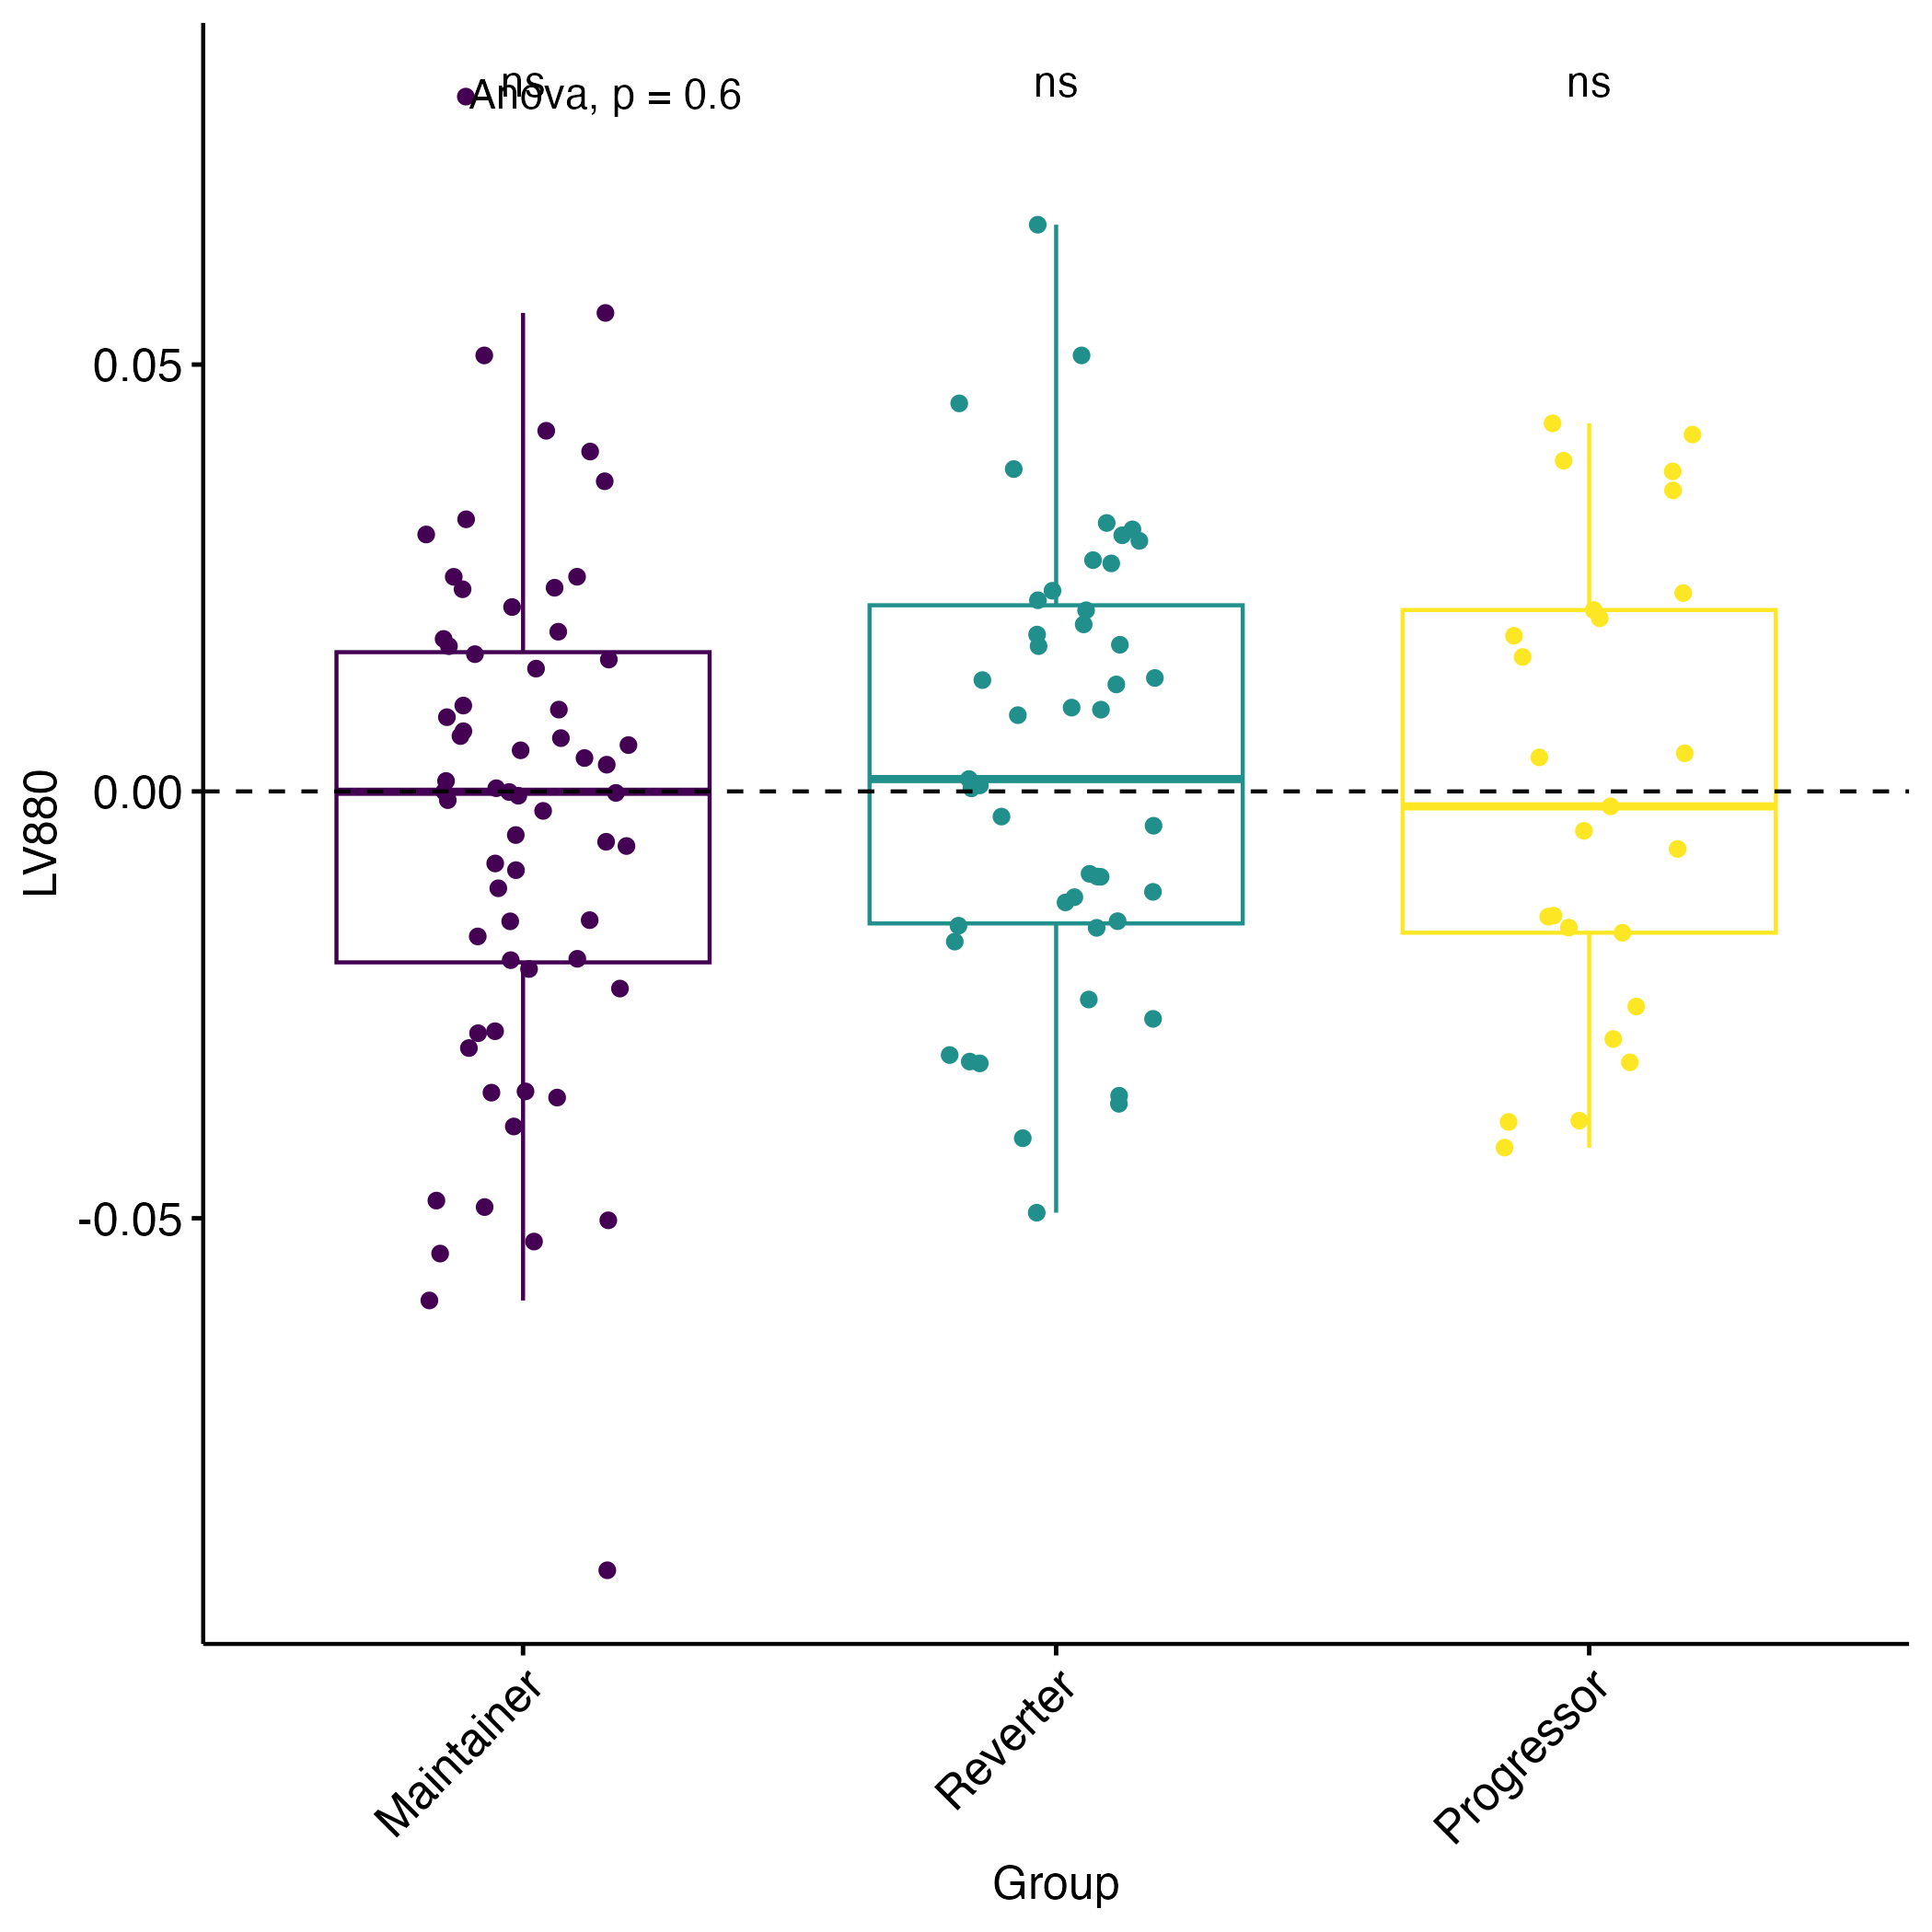 ns
ns
ns
Anova, p = 0.6
0.05
0.00
-0.05
LV880
Maintainer
Reverter
Progressor
Group